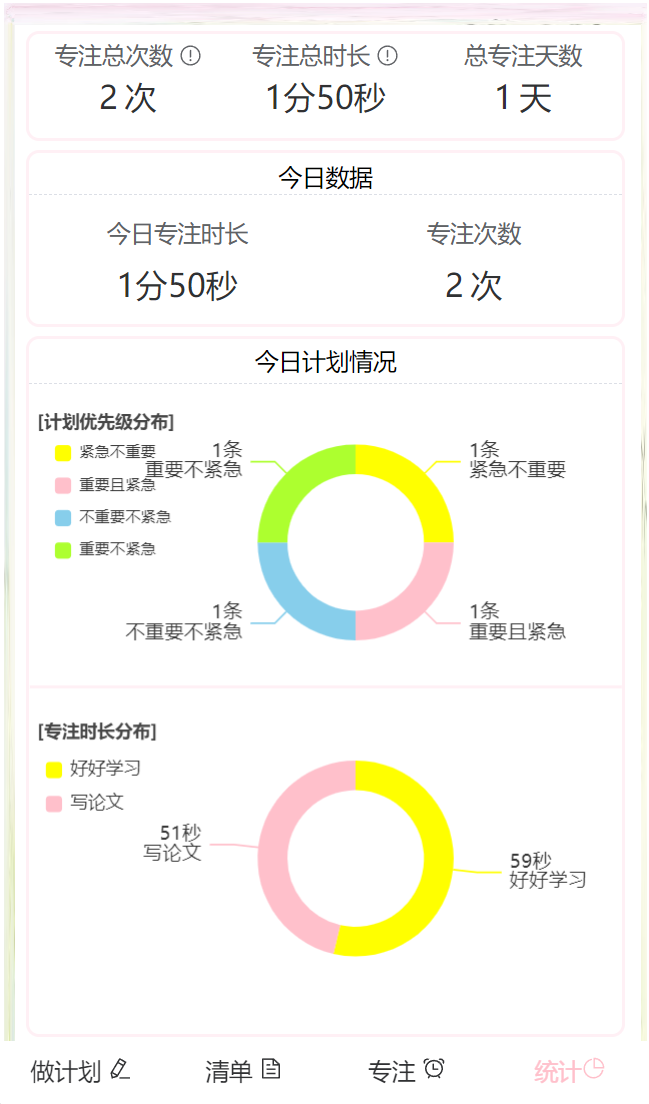 专注总次数 专注总时长 总专注天数
2 次 1分50秒 1 天
今日数据
今日专注时长 专注次数
1分50秒 2 次
今日计划情况
[计划优先级分布]
紧急不重要
重要且紧急
不重要不紧急
重要不紧急
1条
重要不紧急
1条
紧急不重要
1条
不重要不紧急
1条
重要且紧急
[专注时长分布]
好好学习
写论文
51秒
写论文
59秒
好好学习
做计划 清单 专注 统计